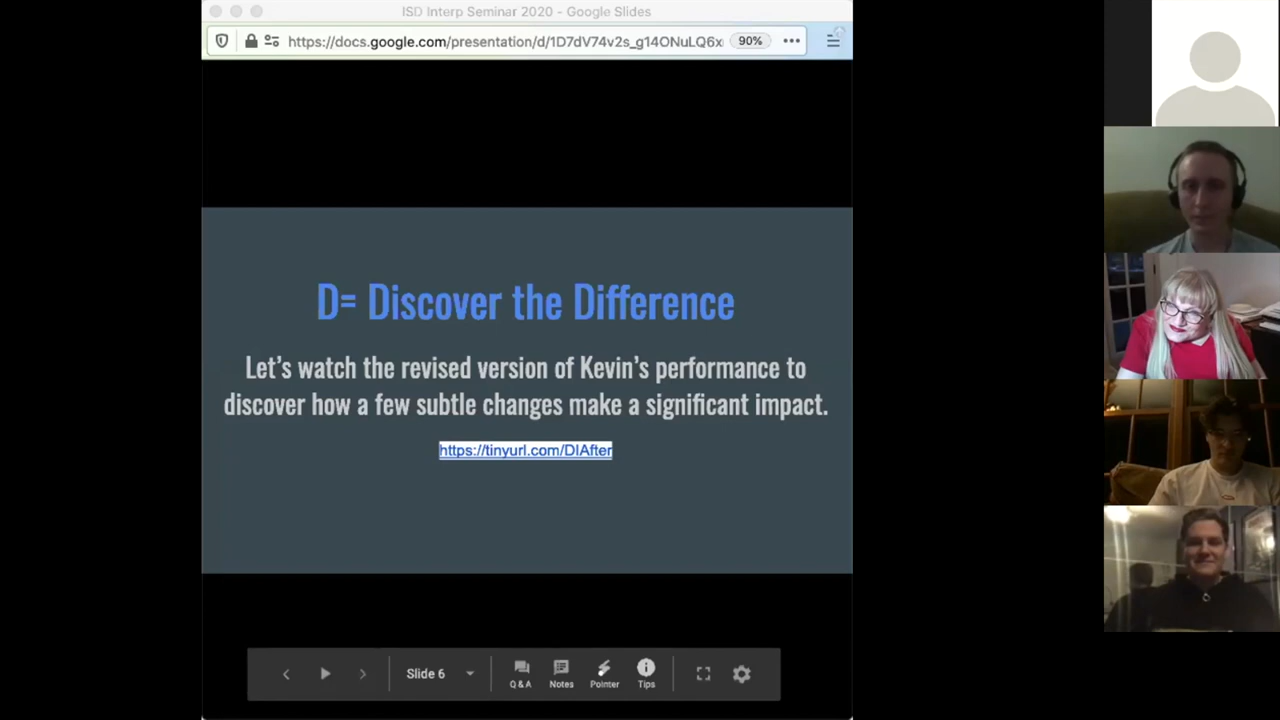 ISD Interp Seminar 2020 - Google Slides
https://docs.google.com/presentation/d/1D7dV74v2s_g14ONuLQ6x
90%
D= Discover the Difference
Let's watch the revised version of Kevin's performance to
discover how a few subtle changes make a significant impact.
https://tinyurl.com/DIAfter
Slide 6
Q & A
Notes
Pointer
Tips